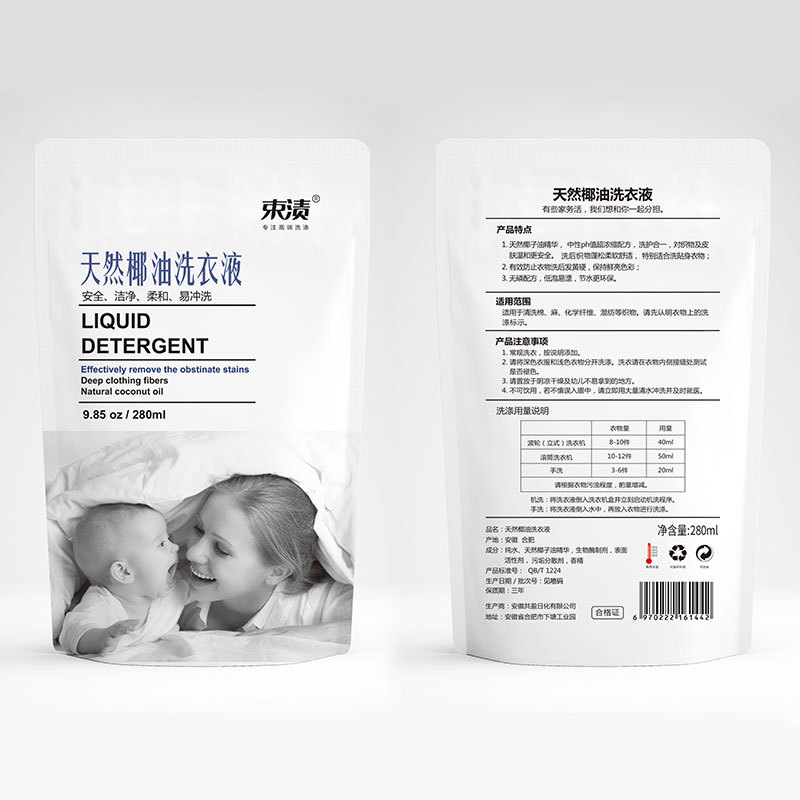 束渍®
专注高端洗涤
天然椰油洗衣液
安全、洁净、柔和、易冲洗
LIQUID
DETERGENT
Effectively remove the obstinate stains
Deep clothing fibers
Natural coconut oil
9.85 oz / 280ml
天然椰油洗衣液
有些家务活，我们想和你一起分担。
产品特点
1. 天然椰子油精华， 中性ph值超浓缩配方，洗护合一，对织物及皮
肤温和更安全。 洗后织物蓬松柔软舒适，特别适合洗贴身衣物；
2. 有效防止衣物洗后发黄硬，保持鲜亮色彩；
3. 无磷配方，低泡易漂，节水更环保。
适用范围
适用于清洗棉、麻、化学纤维、混纺等织物。请先认明衣物上的洗
涤标示。
产品注意事项
1. 常规洗衣，按说明添加。
2. 请将深色衣服和浅色衣物分开洗涤。洗衣请在衣物内侧接缝处测试
是否褪色。
3. 请置放于阴凉干燥及幼儿不易拿到的地方。
4. 不可饮用，若不慎误入眼中，请立即用大量清水冲洗并及时就医。
洗涤用量说明
衣物量 用量
波轮（立式）洗衣机 8-10件 40ml
滚筒洗衣机 10-12件 50ml
手洗 3-6件 20ml
请根据衣物污浊程度，酌量增减。
机洗：将洗衣液倒入洗衣机盒并立刻启动机洗程序。
手洗：将洗衣液倒入水中，再放入衣物进行洗涤。
品名：天然椰油洗衣液
净含量:280ml
产地：安徽 合肥
成分：纯水、天然椰子油精华，生物酶制剂，表面
活性剂，污垢分散剂，香精
产品标准号： QB/T 1224
生产日期 / 批次号：见喷码
保质期：三年
生产商：安徽共盈日化有限公司
地址：安徽省合肥市下塘工业园
合格证
6 970222 161442